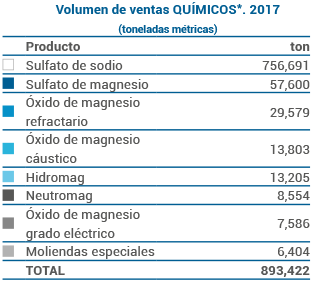 Volumen de ventas QUÍMICOS*. 2017
(toneladas métricas)
Producto ton
Sulfato de sodio 756,691
Sulfato de magnesio 57,600
Óxido de magnesio
refractario 29,579
Óxido de magnesio
cáustico 13,803
Hidromag 13,205
Neutromag 8,554
Óxido de magnesio
grado eléctrico 7,586
Moliendas especiales 6,404
TOTAL 893,422